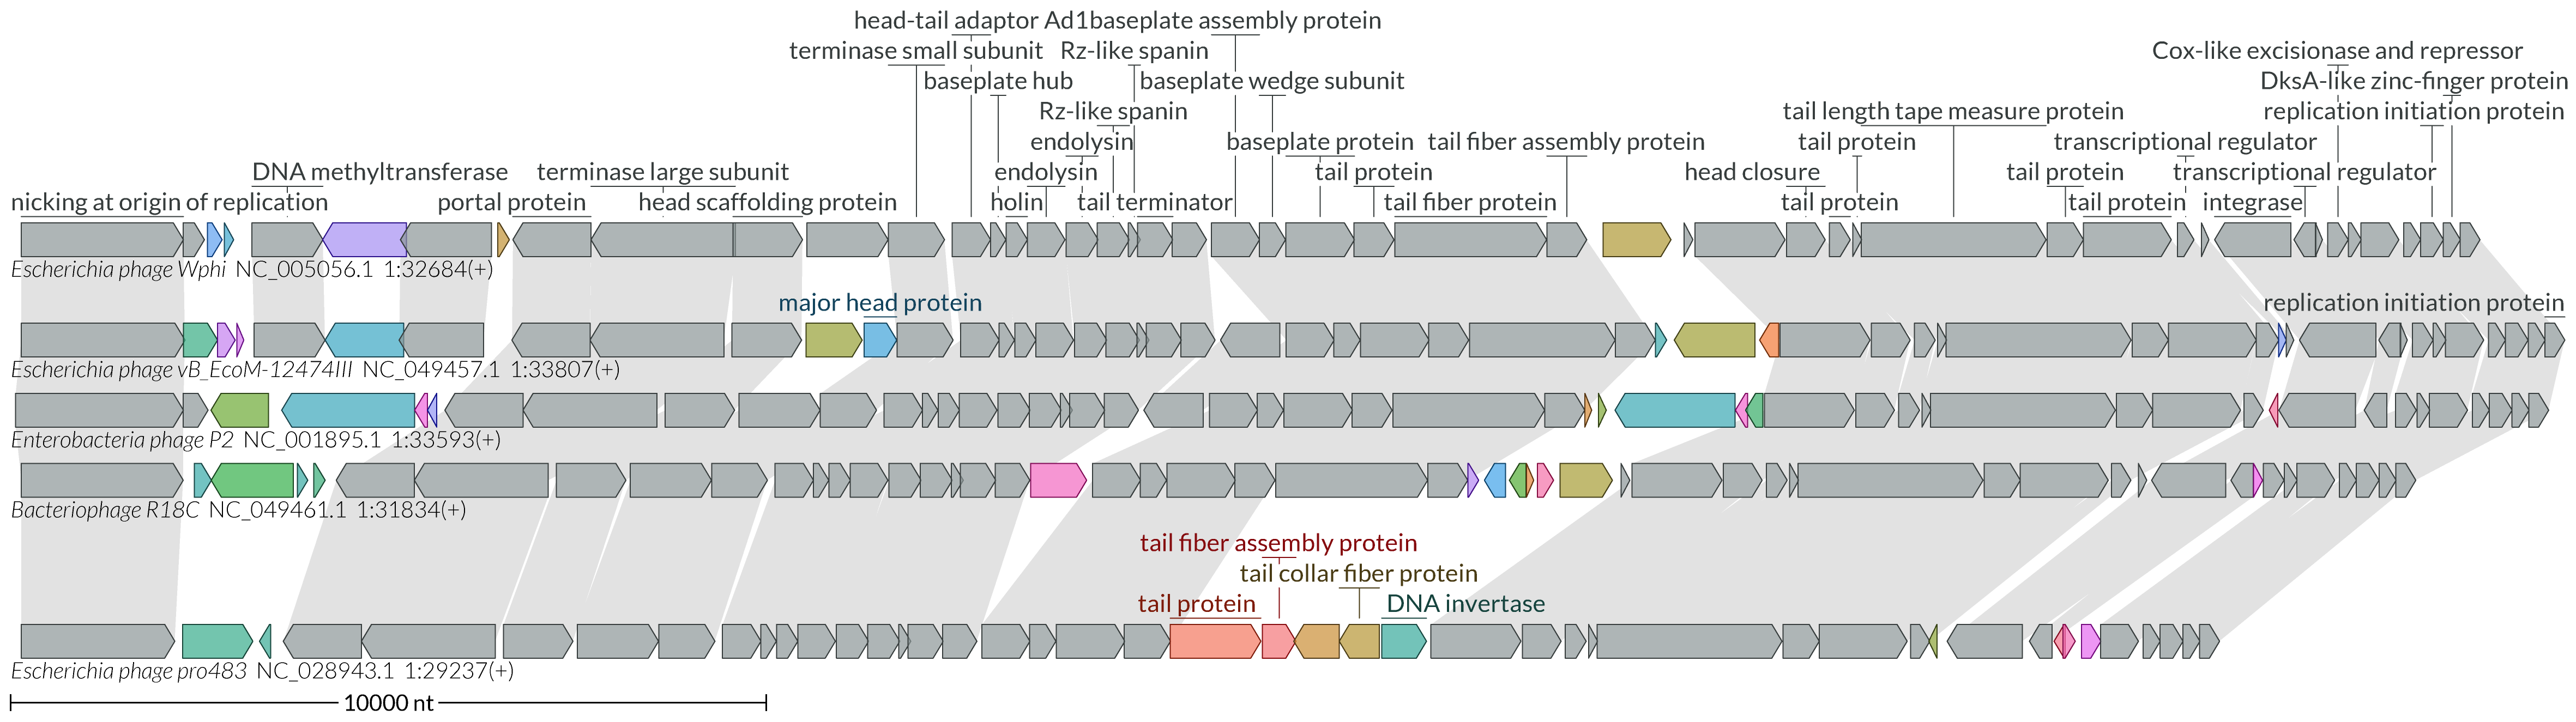 head-tail adaptor Ad1baseplate assembly protein
terminase small subunit Rz-like spanin Cox-like excisionase and repressor
baseplate hub baseplate wedge subunit DksA-like zinc-finger protein
Rz-like spanin tail length tape measure protein replication initiation protein
endolysin baseplate protein tail fiber assembly protein tail protein transcriptional regulator
DNA methyltransferase terminase large subunit endolysin tail protein head closure tail protein transcriptional regulator
nicking at origin of replication portal protein head scaffolding protein holin tail terminator tail fiber protein tail protein tail protein integrase
Escherichia phage Wphi NC_005056.1 1:32684(+)
major head protein replication initiation protein
Escherichia phage vB_EcoM-12474III NC_049457.1 1:33807(+)
Enterobacteria phage P2 NC_001895.1 1:33593(+)
Bacteriophage R18C NC_049461.1 1:31834(+)
tail fiber assembly protein
tail collar fiber protein
tail protein DNA invertase
Escherichia phage pro483 NC_028943.1 1:29237(+)
10000 nt